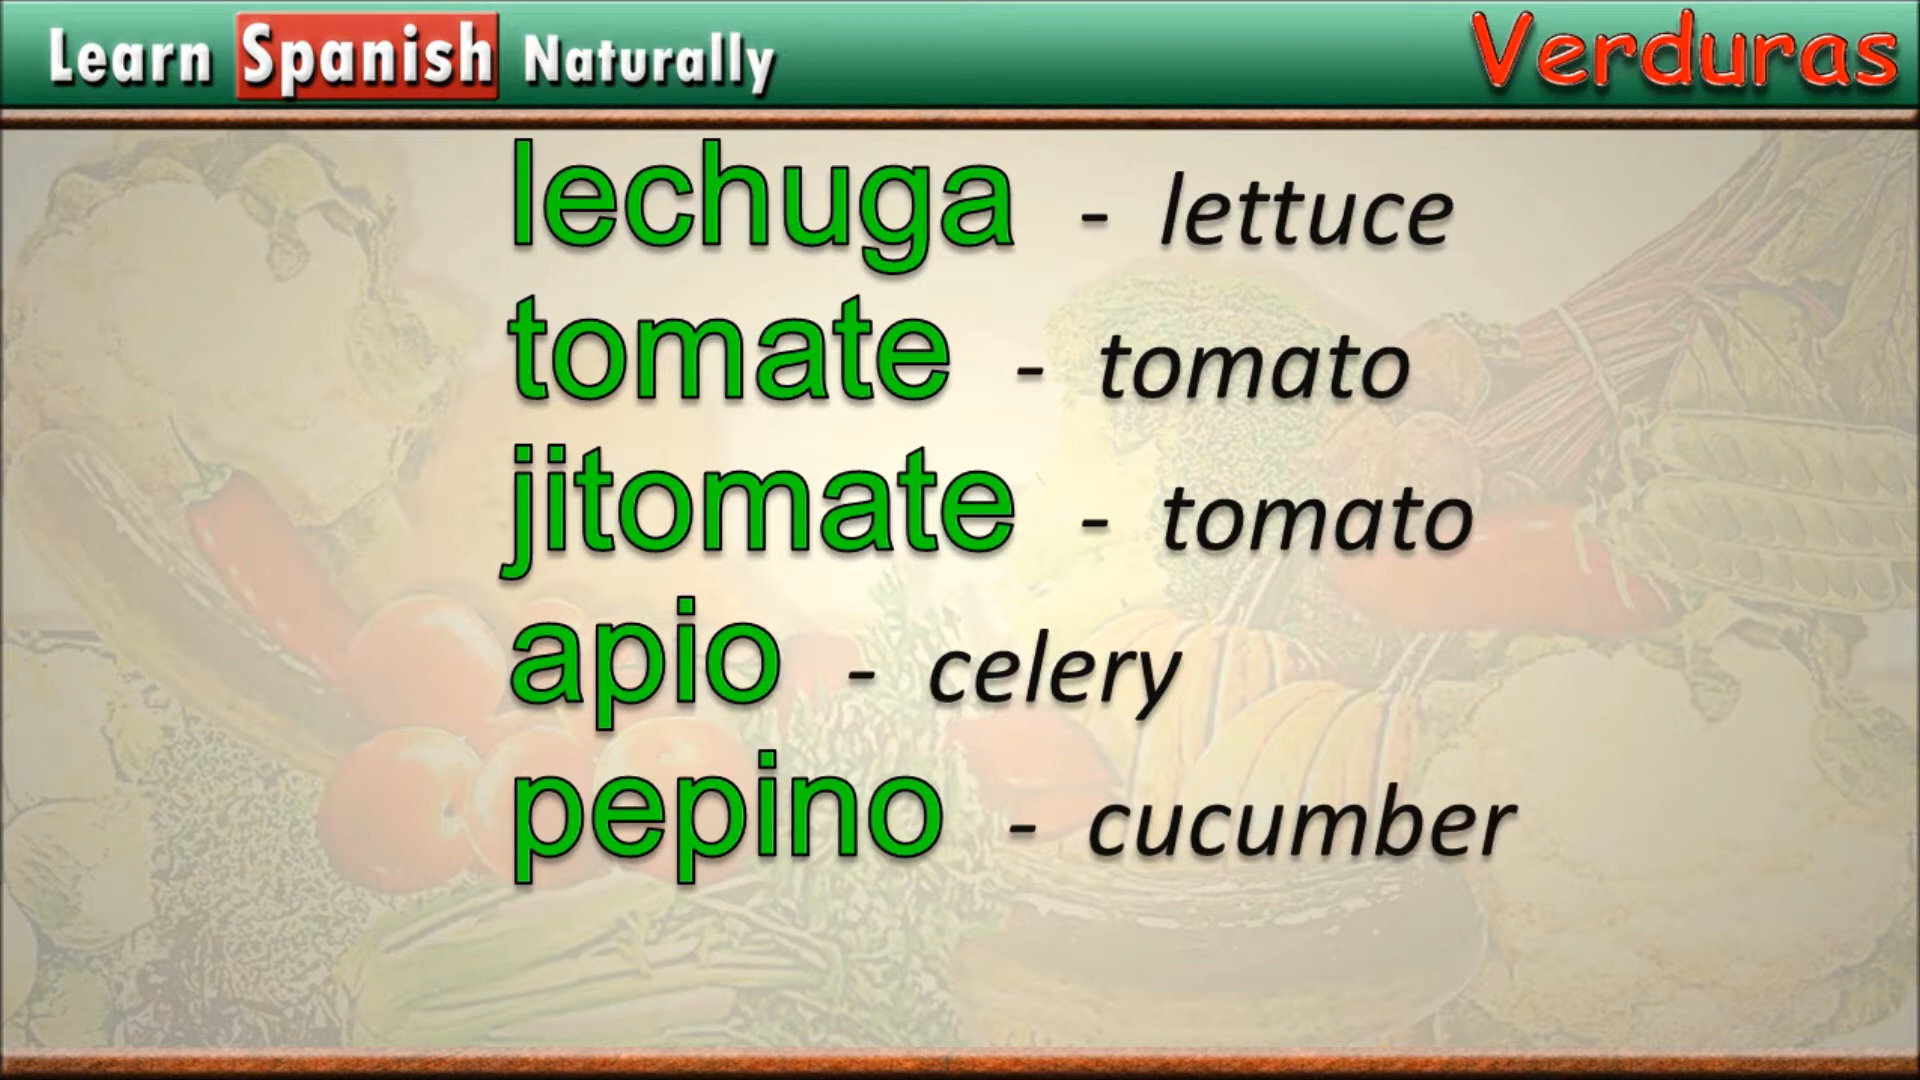 Learn Spanish Naturally
Verduras
lechuga - lettuce
tomate - tomato
jitomate - tomato
apio - celery
pepino - cucumber